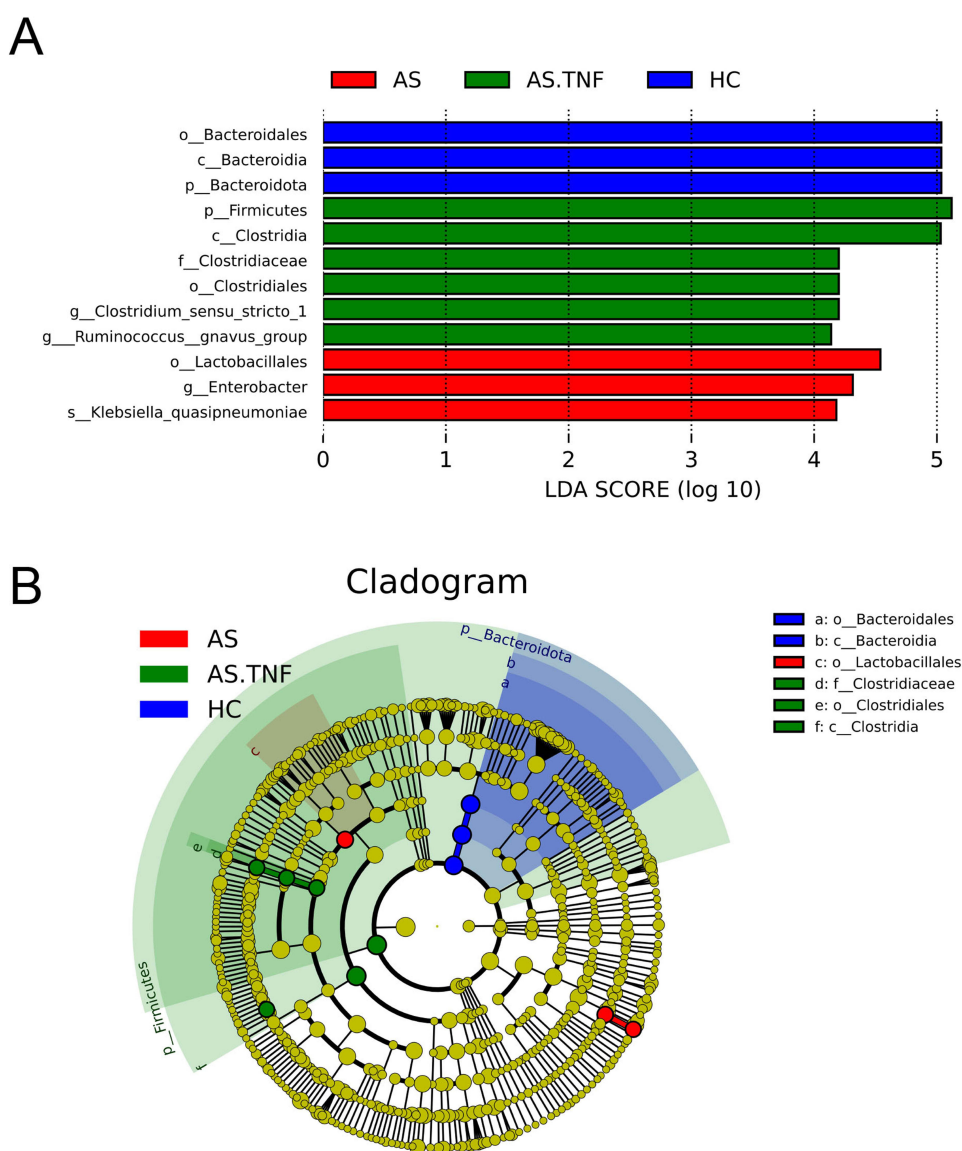 A
AS AS.TNF HC
o__Bacteroidales
c__Bacteroidia
p__Bacteroidota
p__Firmicutes
c__Clostridia
f__Clostridiaceae
o__Clostridiales
g__Clostridium_sensu_stricto_1
g___Ruminococcus__gnavus_group
o__Lactobacillales
g__Enterobacter
s__Klebsiella_quasipneumoniae
0 1 2 3 4 5
LDA SCORE (log 10)
B
Cladogram
AS
AS.TNF
HC
p__Bacteroidota
b
a
c
e
d
p__Firmicutes
f
a: o__Bacteroidales
b: c__Bacteroidia
c: o__Lactobacillales
d: f__Clostridiaceae
e: o__Clostridiales
f: c__Clostridia